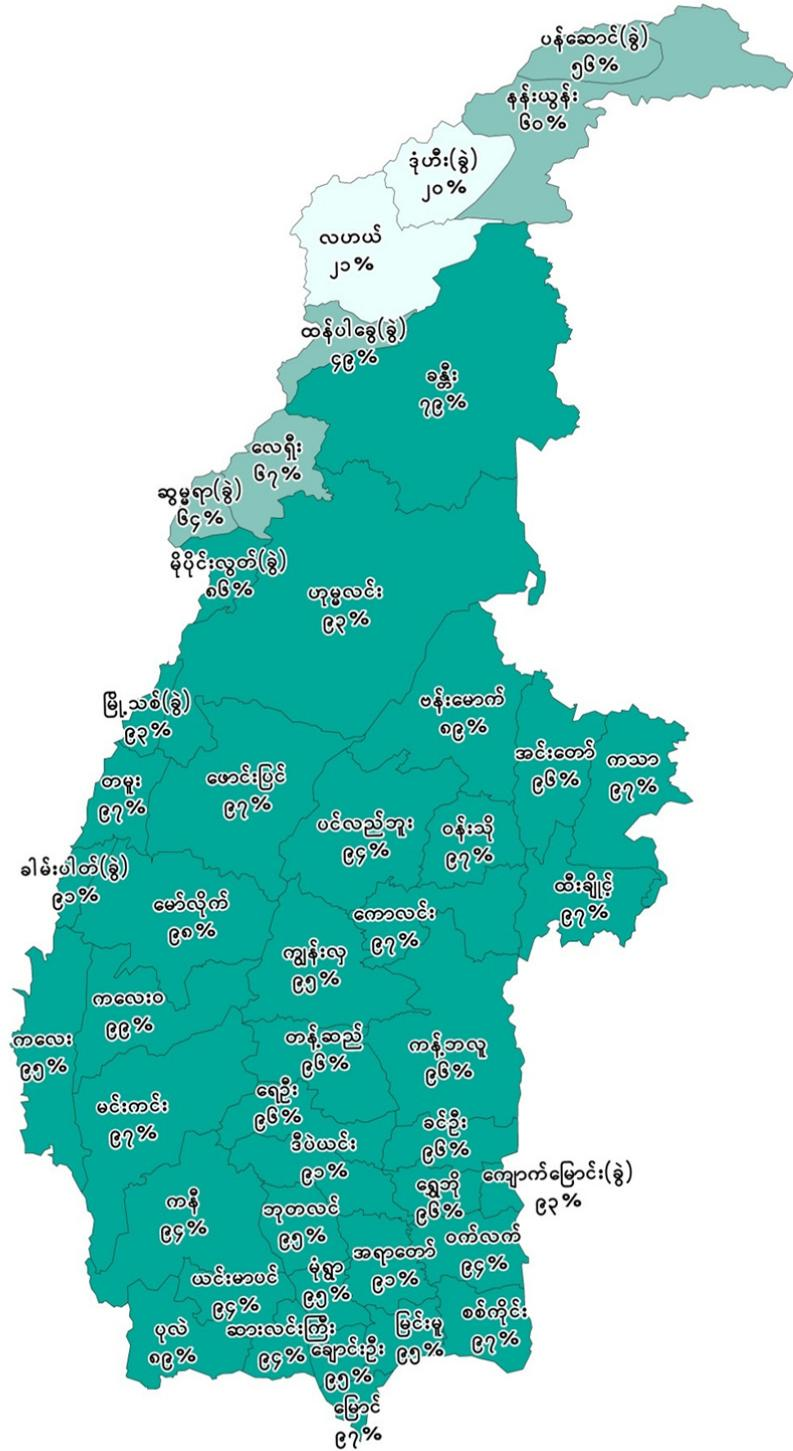 ပန်ဆောင်(ခွဲ)
၅၆%
နန်းယွန်း
၆၀%
ဒုံဟီး(ခွဲ)
၂၀%
လဟယ်
၂၁%
ထန်ပါခွေ(ခွဲ)
၄၉%
ခန္တီး
၇၉%
လေရှီး
၆၇%
ဆွမ္မရာ(ခွဲ)
၆၄%
မိုပိုင်းလွတ်(ခွဲ)
၈၆%
ဟုမ္မလင်း
၉၃%
မြို့သစ်(ခွဲ)
၉၃%
ဗန်းမောက်
၈၉%
အင်းတော်
၉၆%
ကသာ
၉၇%
တမူး
၉၇%
ဖောင်းပြင်
၉၇%
ပင်လည်ဘူး
၉၄%
ဝန်းသို
၉၇%
ခါမ်းပါတ်(ခွဲ)
၉၁%
မော်လိုက်
၉၈%
ကောလင်း
၉၇%
ထီးချိုင့်
၉၇%
ကျွန်းလှ
၉၅%
ကလေးဝ
၉၉%
ကလေး
၉၅%
တန့်ဆည်
၉၆%
ကန့်ဘလူ
၉၆%
မင်းကင်း
၉၇%
ရေဦး
၉၆%
ခင်ဦး
၉၆%
ဒီပဲယင်း
၉၁%
ကျောက်မြောင်း(ခွဲ)
၉၃%
ရွှေဘို
၉၆%
ကနီ
၉၄%
ဘုတလင်
၉၅%
အရာတော်
၉၁%
ဝက်လက်
၉၄%
ယင်းမာပင်
၉၄%
မုံရွာ
၉၅%
စစ်ကိုင်း
၉၇%
မြင်းမူ
၉၅%
ပုလဲ
၈၉%
ဆားလင်းကြီး
၉၄%
ချောင်းဦး
၉၅%
မြောင်
၉၇%